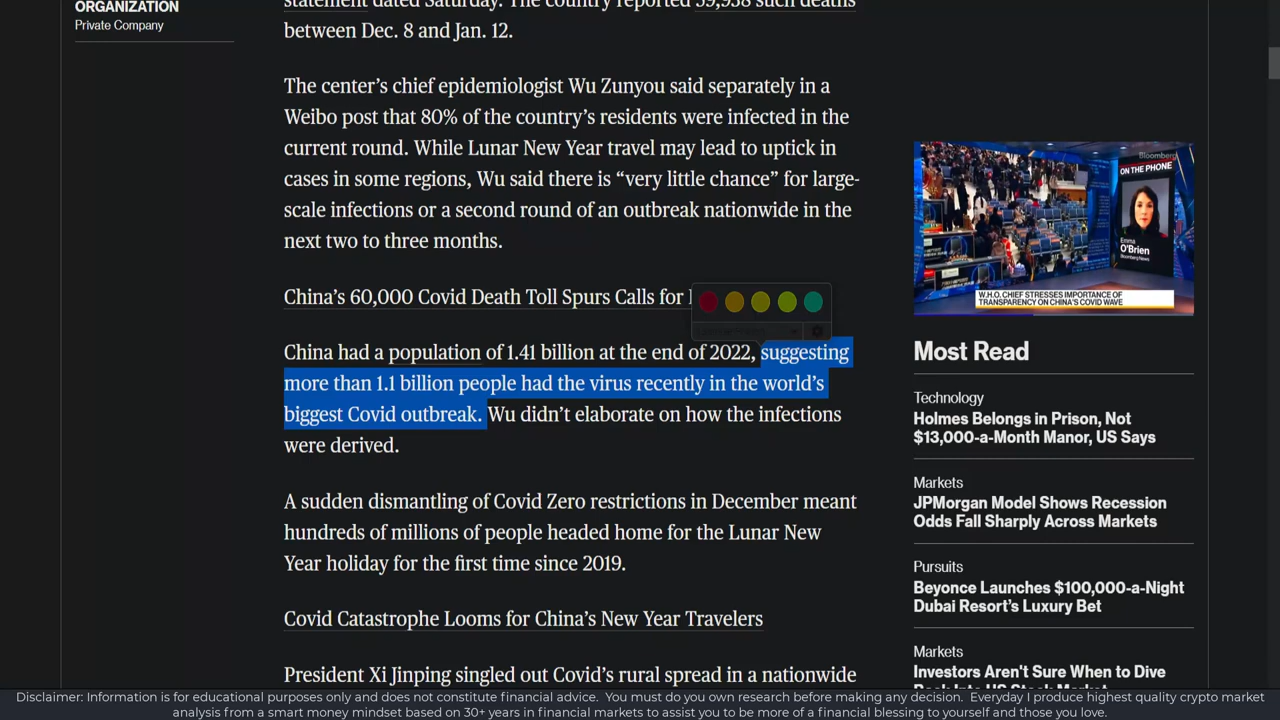 ORGANIZATION
Private Company
statement dated Saturday. The country reported 59,938 such deaths
between Dec. 8 and Jan. 12.
The center's chief epidemiologist Wu Zunyou said separately in a
Weibo post that 80% of the country's residents were infected in the
current round. While Lunar New Year travel may lead to uptick in
cases in some regions, Wu said there is “very little chance” for large-
scale infections or a second round of an outbreak nationwide in the
next two to three months.
China's 60,000 Covid Death Toll Spurs Calls for
China had a population of 1.41 billion at the end of 2022, suggesting
more than 1.1 billion people had the virus recently in the world's
biggest Covid outbreak. Wu didn't elaborate on how the infections
were derived.
A sudden dismantling of Covid Zero restrictions in December meant
hundreds of millions of people headed home for the Lunar New
Year holiday for the first time since 2019.
Covid Catastrophe Looms for China's New Year Travelers
President Xi Jinping singled out Covid's rural spread in a nationwide
Bloomberg
ON THE PHONE
Emma
O'BRIEN
Bloomberg News
W.H.O. CHIEF STRESSES IMPORTANCE OF
TRANSPARENCY ON CHINA'S COVID WAVE
Most Read
Technology
Holmes Belongs in Prison, Not
$13,000-a-Month Manor, US Says
Markets
JPMorgan Model Shows Recession
Odds Fall Sharply Across Markets
Pursuits
Beyonce Launches $100,000-a-Night
Dubai Resort's Luxury Bet
Markets
Investors Aren't Sure When to Dive
Back Into US Stock Market
Disclaimer: Information is for educational purposes only and does not constitute financial advice. You must do you own research before making any decision. Everyday I produce highest quality crypto market
analysis from a smart money mindset based on 30+ years in financial markets to assist you to be more of a financial blessing to yourself and those you love